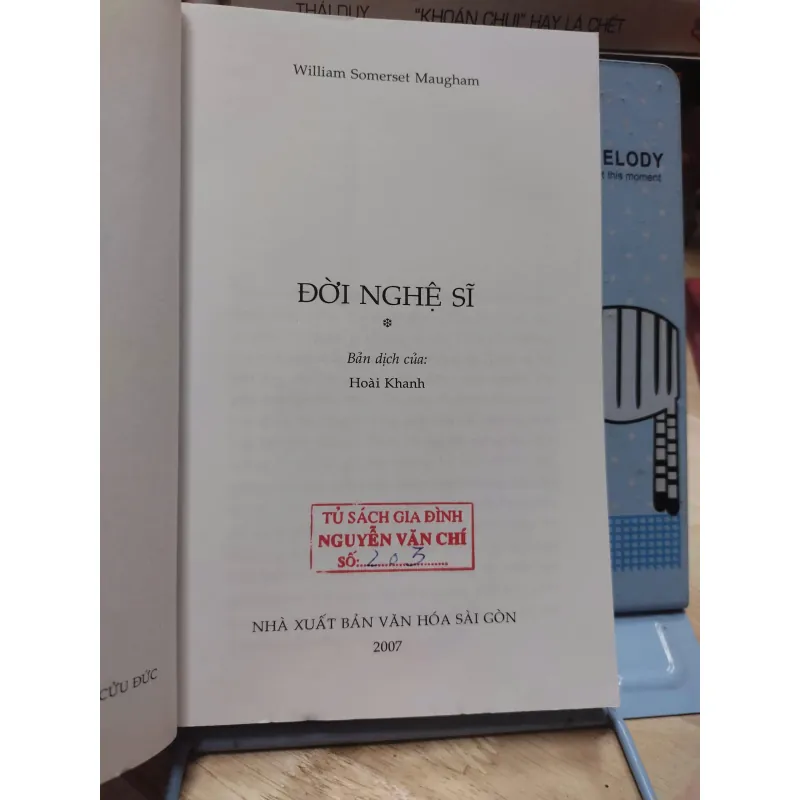 THÁI DUY "KHOÁN CHUI" HAY LÀ CHẾT
William Somerset Maugham
ELODY
this moment
ĐỜI NGHỆ SĨ
Bản dịch của:
Hoài Khanh
TỦ SÁCH GIA ĐÌNH
NGUYỄN VĂN CHÍ
SỐ: 203
NHÀ XUẤT BẢN VĂN HÓA SÀI GÒN
2007
CỬU ĐỨC